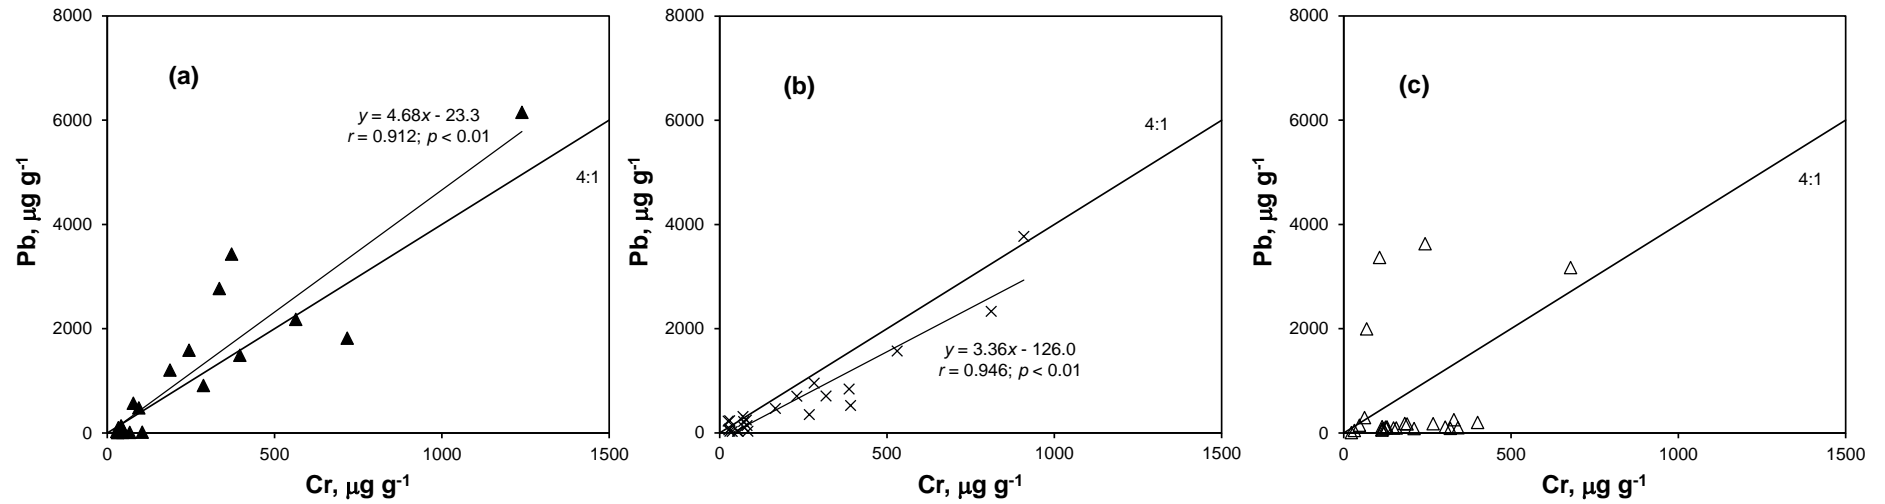 8000
6000
4000
2000
0
Pb, μg g-1
(a)
y = 4.68x - 23.3
r = 0.912; p < 0.01
4:1
0 500 1000 1500
Cr, μg g-1
8000
6000
4000
2000
0
Pb, μg g-1
(b)
4:1
y = 3.36x - 126.0
r = 0.946; p < 0.01
0 500 1000 1500
Cr, μg g-1
8000
6000
4000
2000
0
Pb, μg g-1
(c)
4:1
0 500 1000 1500
Cr, μg g-1